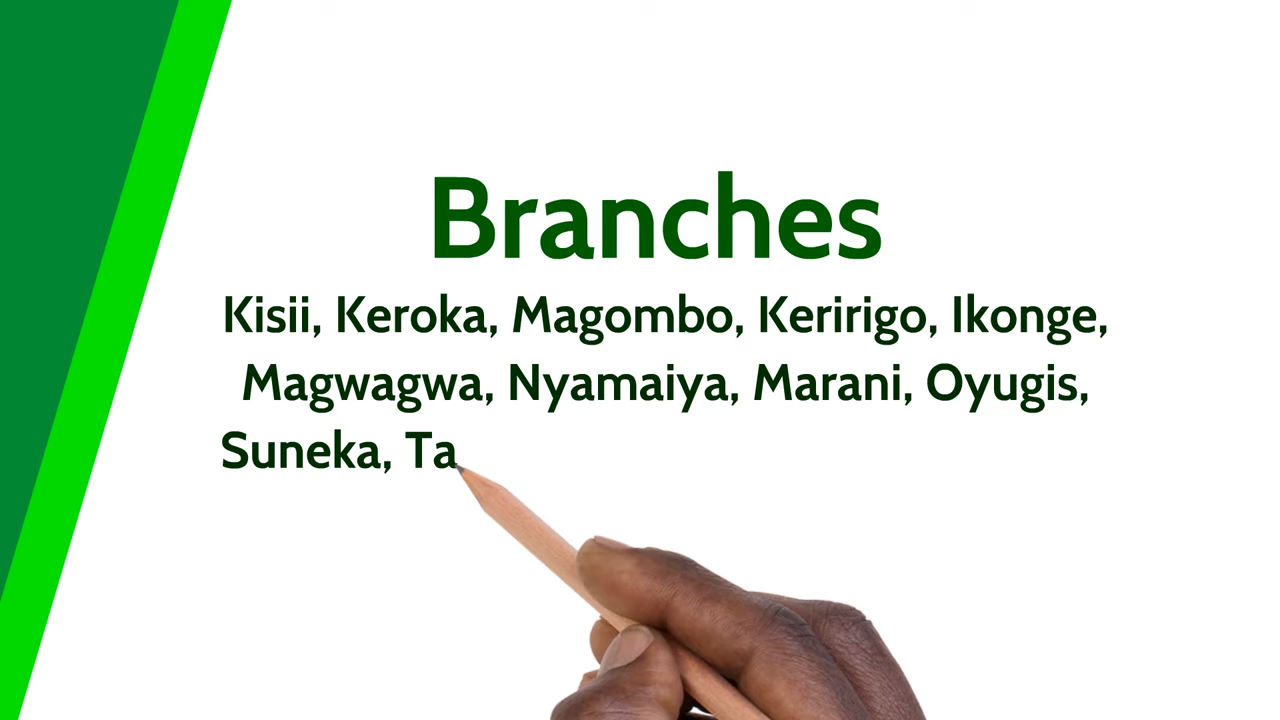 Branches
Kisii, Keroka, Magombo, Keririgo, Ikonge,
Magwagwa, Nyamaiya, Marani, Oyugis,
Suneka, Ta